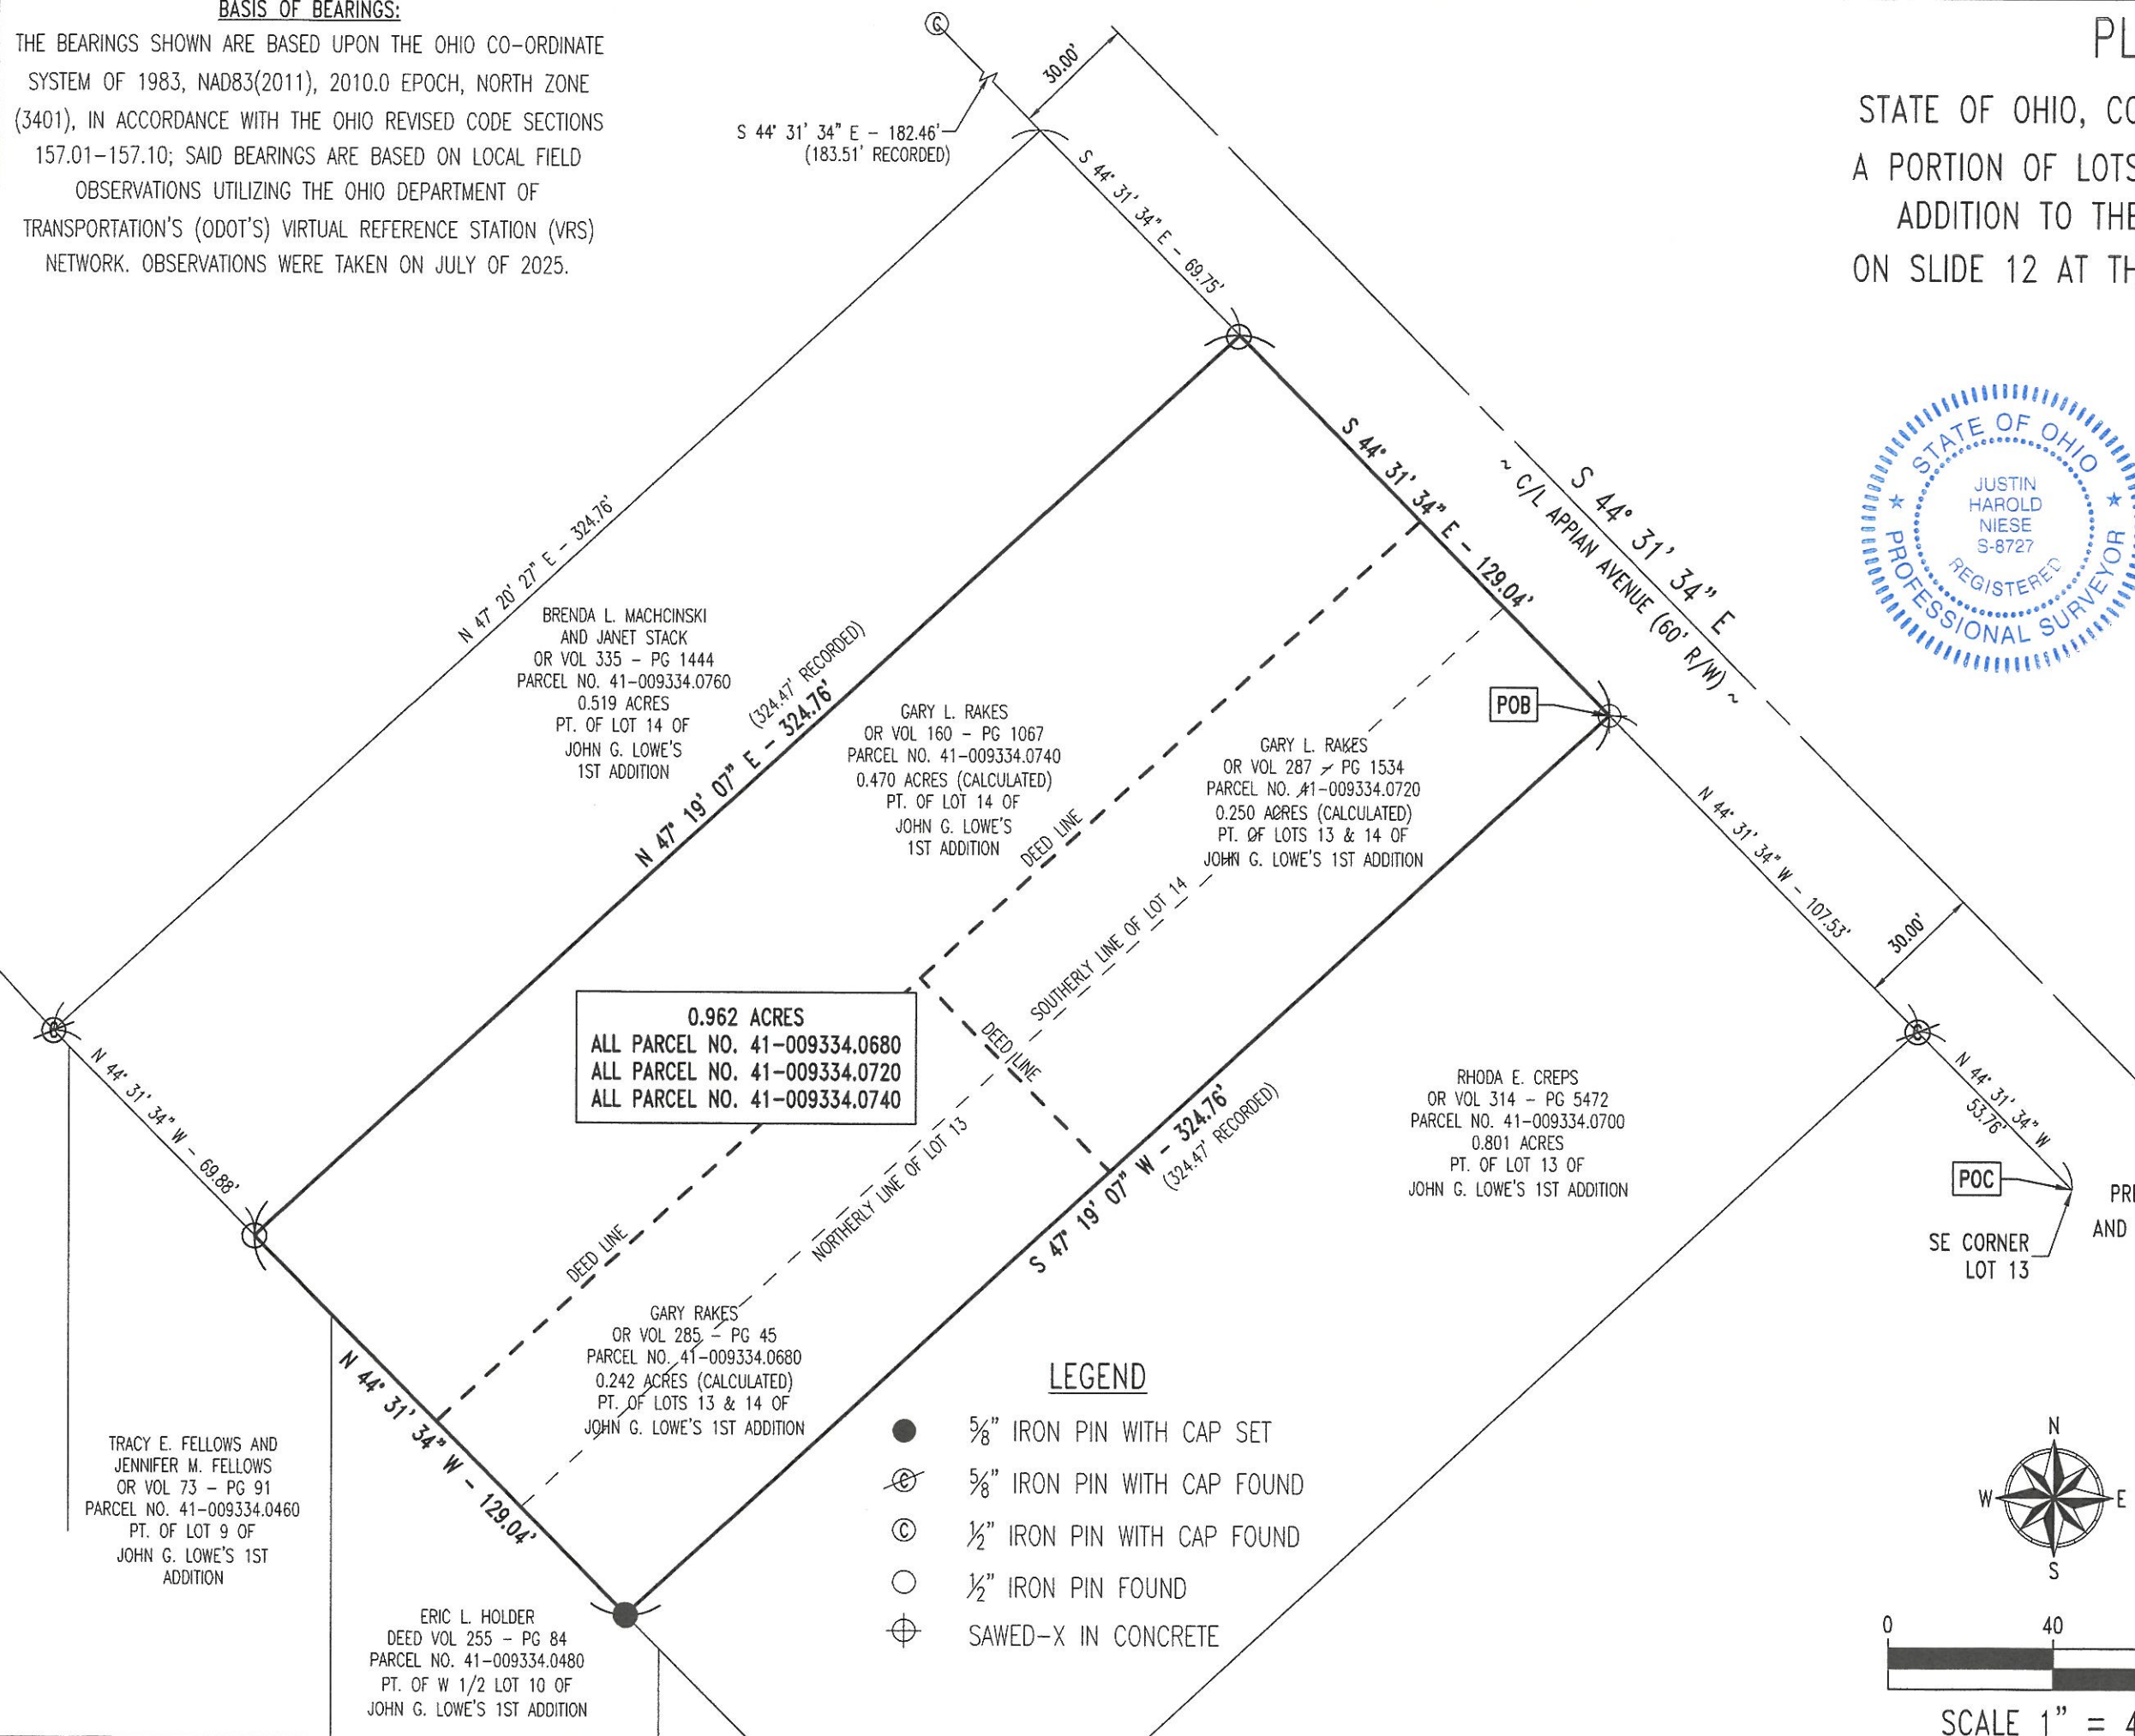 BASIS OF BEARINGS:
THE BEARINGS SHOWN ARE BASED UPON THE OHIO CO-ORDINATE
SYSTEM OF 1983, NAD83(2011), 2010.0 EPOCH, NORTH ZONE
(3401), IN ACCORDANCE WITH THE OHIO REVISED CODE SECTIONS
157.01-157.10; SAID BEARINGS ARE BASED ON LOCAL FIELD
OBSERVATIONS UTILIZING THE OHIO DEPARTMENT OF
TRANSPORTATION'S (ODOT'S) VIRTUAL REFERENCE STATION (VRS)
NETWORK. OBSERVATIONS WERE TAKEN ON JULY OF 2025.
30.00'
S 44° 31' 34" E - 182.46'
(183.51' RECORDED)
S 44° 31' 34" E - 69.75'
PL
STATE OF OHIO, CO
A PORTION OF LOTS
ADDITION TO THE
ON SLIDE 12 AT TH
STATE OF OHIO
JUSTIN
HAROLD
NIESE
S-8727
REGISTERED
PROFESSIONAL SURVEYOR
S 44° 31' 34" E
~ C/L APPIAN AVENUE (60' R/W) ~
S 44° 31' 34" E - 129.04'
N 47° 20' 27" E - 324.76'
BRENDA L. MACHCINSKI
AND JANET STACK
OR VOL 335 - PG 1444
PARCEL NO. 41-009334.0760
0.519 ACRES
PT. OF LOT 14 OF
JOHN G. LOWE'S
1ST ADDITION
(324.47' RECORDED)
N 47° 19' 07" E - 324.76'
GARY L. RAKES
OR VOL 160 - PG 1067
PARCEL NO. 41-009334.0740
0.470 ACRES (CALCULATED)
PT. OF LOT 14 OF
JOHN G. LOWE'S
1ST ADDITION
DEED LINE
GARY L. RAKES
OR VOL 287 - PG 1534
PARCEL NO. 41-009334.0720
0.250 ACRES (CALCULATED)
PT. OF LOTS 13 & 14 OF
JOHN G. LOWE'S 1ST ADDITION
POB
N 44° 31' 34" W - 107.53'
30.00'
SOUTHERLY LINE OF LOT 14
DEED LINE
0.962 ACRES
ALL PARCEL NO. 41-009334.0680
ALL PARCEL NO. 41-009334.0720
ALL PARCEL NO. 41-009334.0740
NORTHERLY LINE OF LOT 13
S 47° 19' 07" W - 324.76'
(324.47' RECORDED)
RHODA E. CREPS
OR VOL 314 - PG 5472
PARCEL NO. 41-009334.0700
0.801 ACRES
PT. OF LOT 13 OF
JOHN G. LOWE'S 1ST ADDITION
N 44° 31' 34" W
53.76'
POC
SE CORNER
LOT 13
PRI
AND
N 44° 31' 34" W - 69.88'
DEED LINE
N 44° 31' 34" W - 129.04'
GARY RAKES
OR VOL 285 - PG 45
PARCEL NO. 41-009334.0680
0.242 ACRES (CALCULATED)
PT. OF LOTS 13 & 14 OF
JOHN G. LOWE'S 1ST ADDITION
TRACY E. FELLOWS AND
JENNIFER M. FELLOWS
OR VOL 73 - PG 91
PARCEL NO. 41-009334.0460
PT. OF LOT 9 OF
JOHN G. LOWE'S 1ST
ADDITION
ERIC L. HOLDER
DEED VOL 255 - PG 84
PARCEL NO. 41-009334.0480
PT. OF W 1/2 LOT 10 OF
JOHN G. LOWE'S 1ST ADDITION
LEGEND
5/8" IRON PIN WITH CAP SET
C 5/8" IRON PIN WITH CAP FOUND
C 1/2" IRON PIN WITH CAP FOUND
1/2" IRON PIN FOUND
SAWED-X IN CONCRETE
N
W E
S
0 40
SCALE 1" = 4